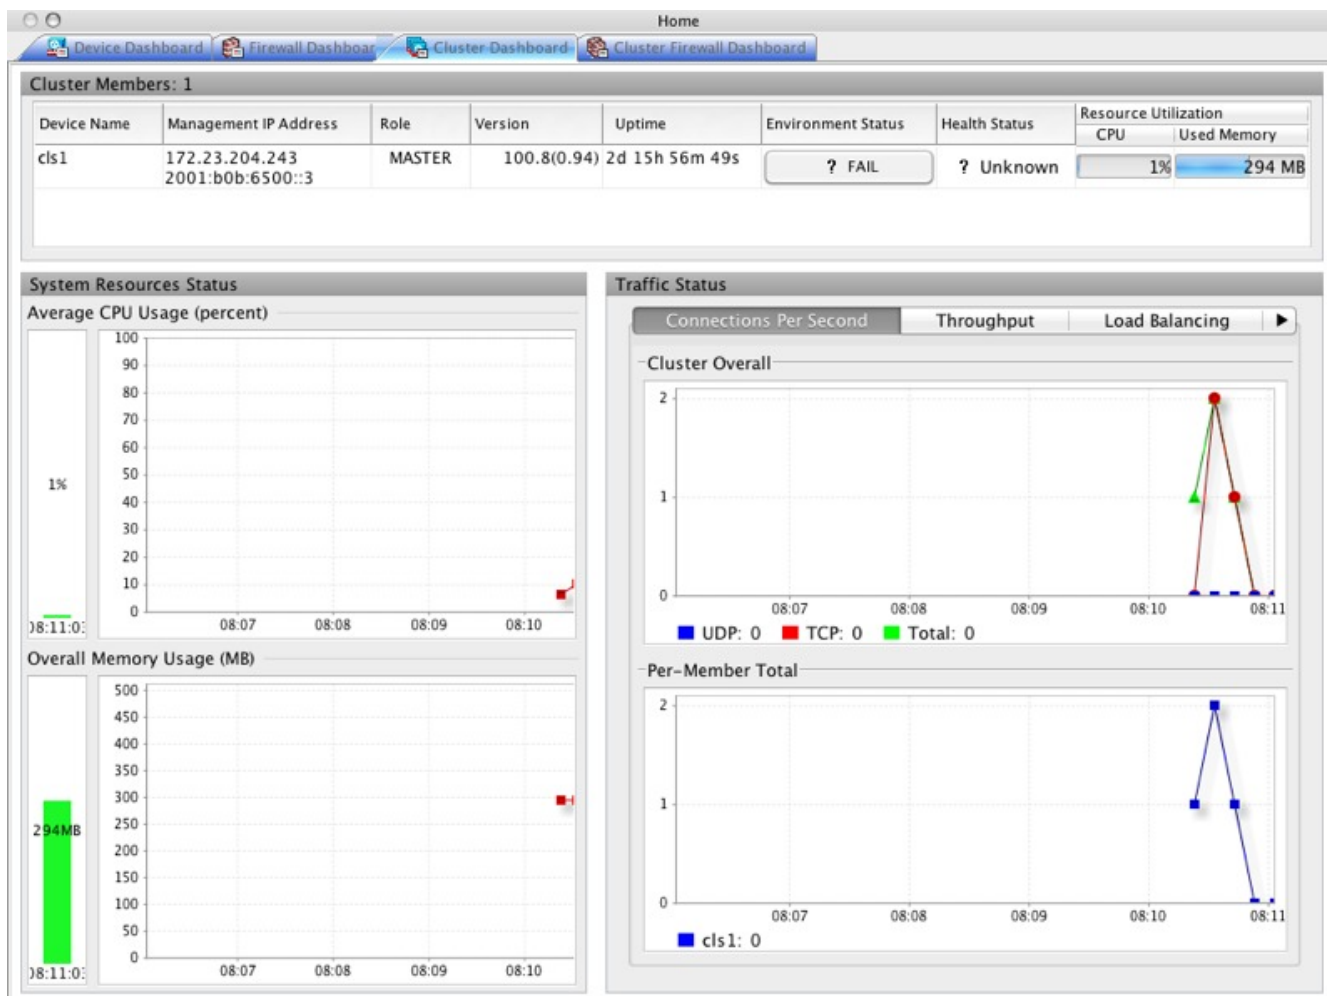 Home
Device Dashboard Firewall Dashboar Cluster Dashboard Cluster Firewall Dashboard
Cluster Members: 1
Device Name Management IP Address Role Version Uptime Environment Status Health Status Resource Utilization
CPU Used Memory
cls1 172.23.204.243 MASTER 100.8(0.94) 2d 15h 56m 49s ? FAIL ? Unknown 1% 294 MB
2001:b0b:6500::3
System Resources Status
Average CPU Usage (percent)
100
90
80
70
60
50
1%
40
30
20
10
0
08:07 08:08 08:09 08:10
Overall Memory Usage (MB)
500
450
400
350
300
250
294MB
200
150
100
50
0
08:07 08:08 08:09 08:10
Traffic Status
Connections Per Second Throughput Load Balancing
Cluster Overall
2
1
0
08:07 08:08 08:09 08:10 08:11
UDP: 0 TCP: 0 Total: 0
Per-Member Total
2
1
0
08:07 08:08 08:09 08:10 08:11
cls1: 0